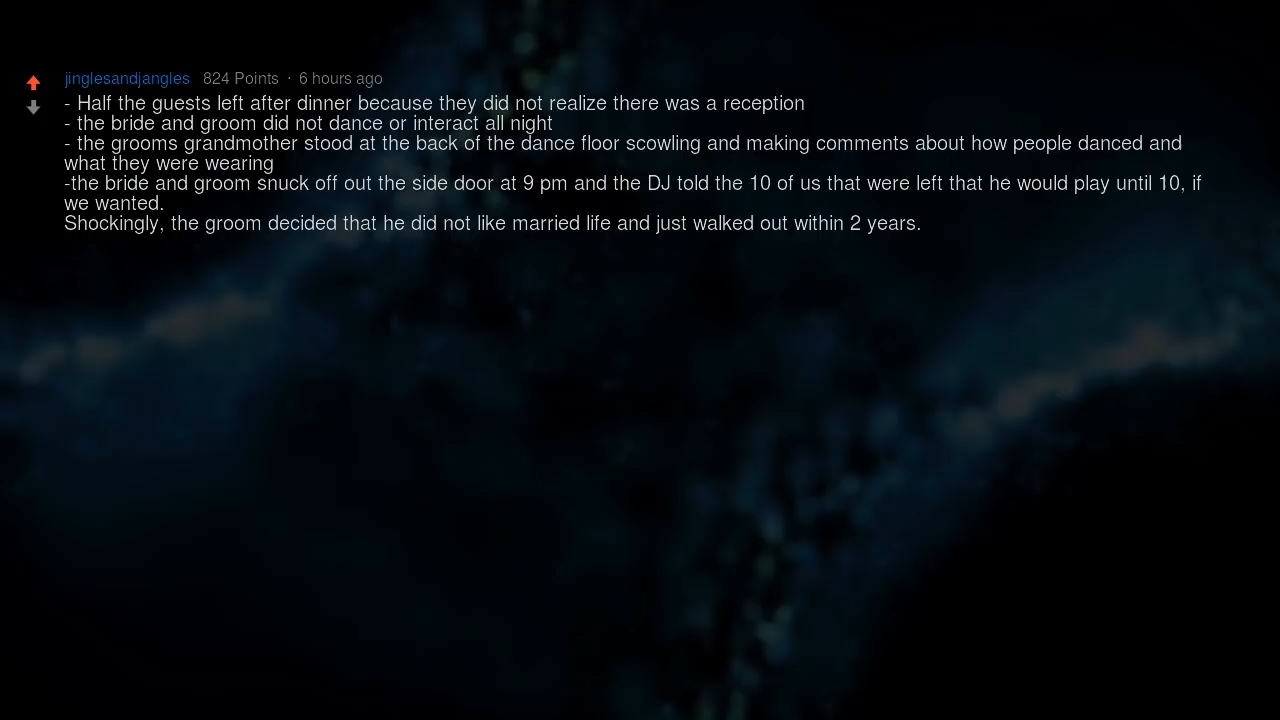 jinglesandjangles 824 Points · 6 hours ago
- Half the guests left after dinner because they did not realize there was a reception
- the bride and groom did not dance or interact all night
- the grooms grandmother stood at the back of the dance floor scowling and making comments about how people danced and
what they were wearing
-the bride and groom snuck off out the side door at 9 pm and the DJ told the 10 of us that were left that he would play until 10, if
we wanted.
Shockingly, the groom decided that he did not like married life and just walked out within 2 years.